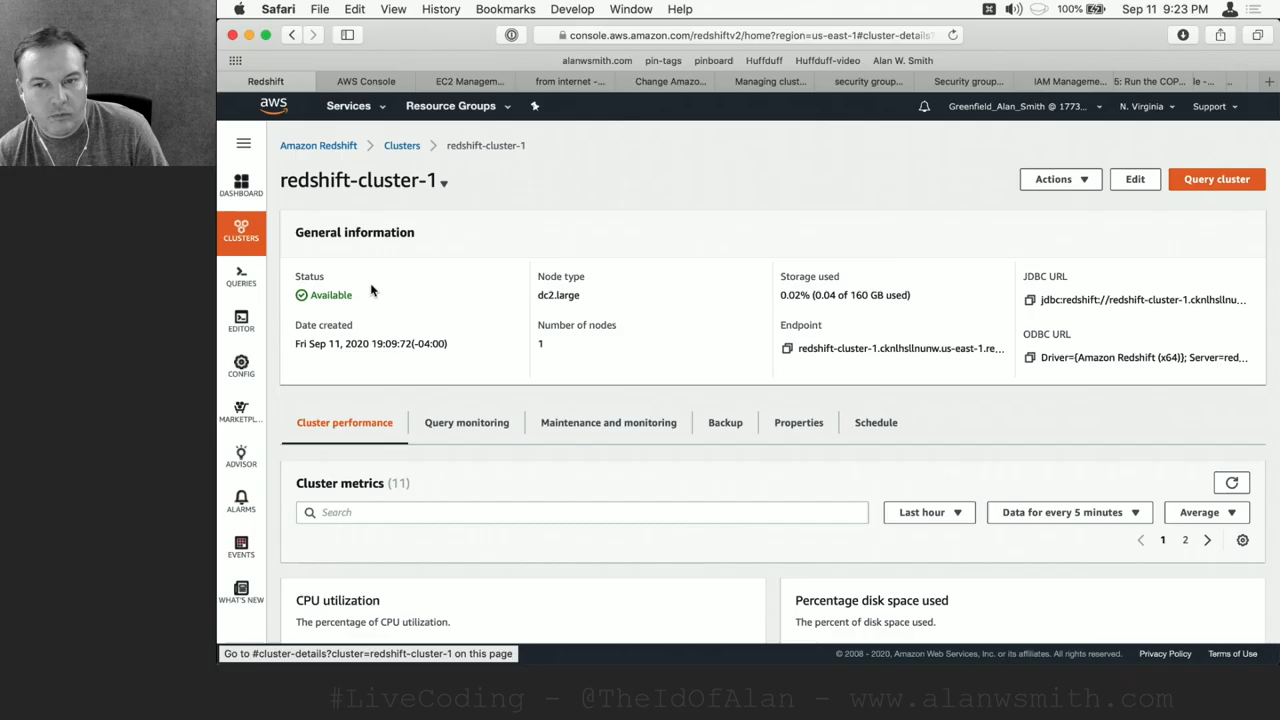 Safari File Edit View History Bookmarks Develop Window Help 100% Sep 11 9:23 PM
console.aws.amazon.com/redshiftv2/home?region=us-east-1#cluster-details?
alanwsmith.com pin-tags pinboard Huffduff Huffduff-video Alan W. Smith
Redshift AWS Console EC2 Managem... from internet -... Change Amazo... Managing clust... security group... Security group... IAM Manageme... 5: Run the COP... le -...
aws Services Resource Groups Greenfield_Alan_Smith @ 1773... N. Virginia Support
Amazon Redshift Clusters redshift-cluster-1
redshift-cluster-1 Actions Edit Query cluster
DASHBOARD
CLUSTERS
QUERIES
EDITOR
CONFIG
MARKETPL...
ADVISOR
ALARMS
EVENTS
WHAT'S NEW
General information
Status
Available
Date created
Fri Sep 11, 2020 19:09:72(-04:00)
Node type
dc2.large
Number of nodes
1
Storage used
0.02% (0.04 of 160 GB used)
Endpoint
redshift-cluster-1.cknlhsllnunw.us-east-1.re...
JDBC URL
jdbc:redshift://redshift-cluster-1.cknlhsllnu...
ODBC URL
Driver={Amazon Redshift (x64)}; Server=red...
Cluster performance Query monitoring Maintenance and monitoring Backup Properties Schedule
Cluster metrics (11)
Search Last hour Data for every 5 minutes Average
1 2
CPU utilization
The percentage of CPU utilization.
Percentage disk space used
The percent of disk space used.
Go to #cluster-details?cluster=redshift-cluster-1 on this page
© 2008 - 2020, Amazon Web Services, Inc. or its affiliates. All rights reserved. Privacy Policy Terms of Use
#LiveCoding - @TheIdOfAlan - www.alanwsmith.com